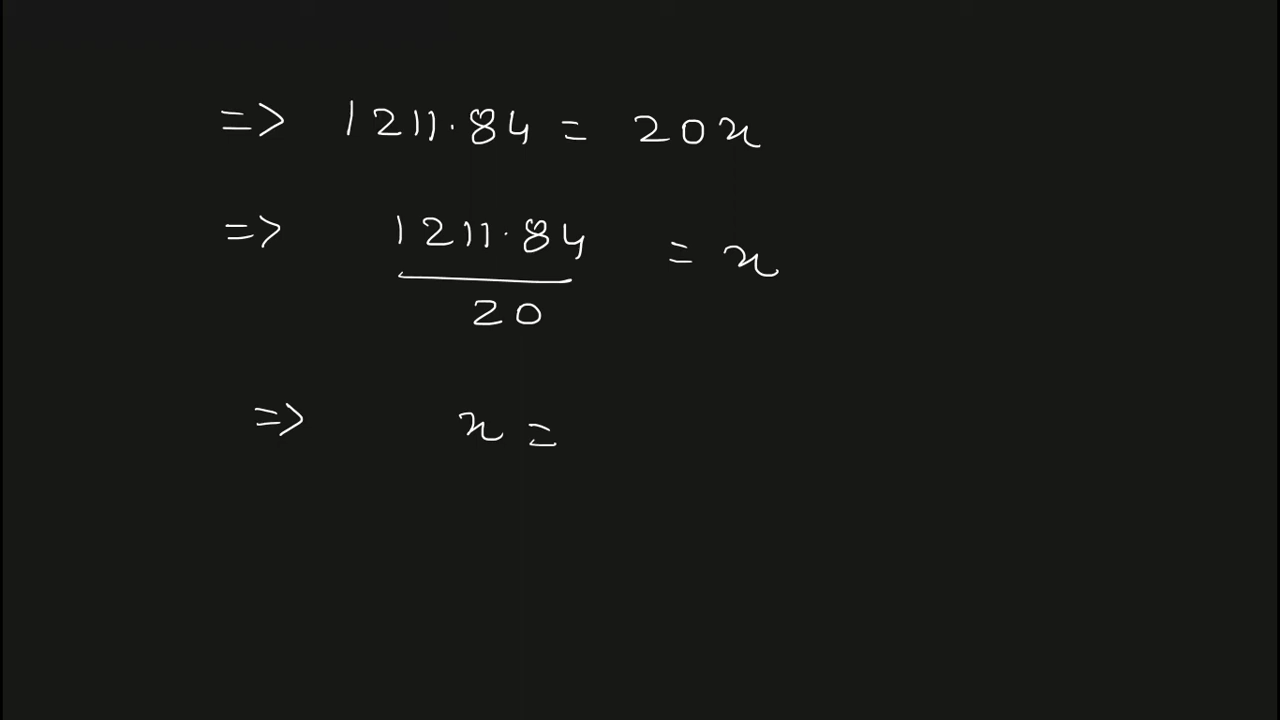 => 1211.84 = 20x
=> 1211.84 / 20 = x
=> x =